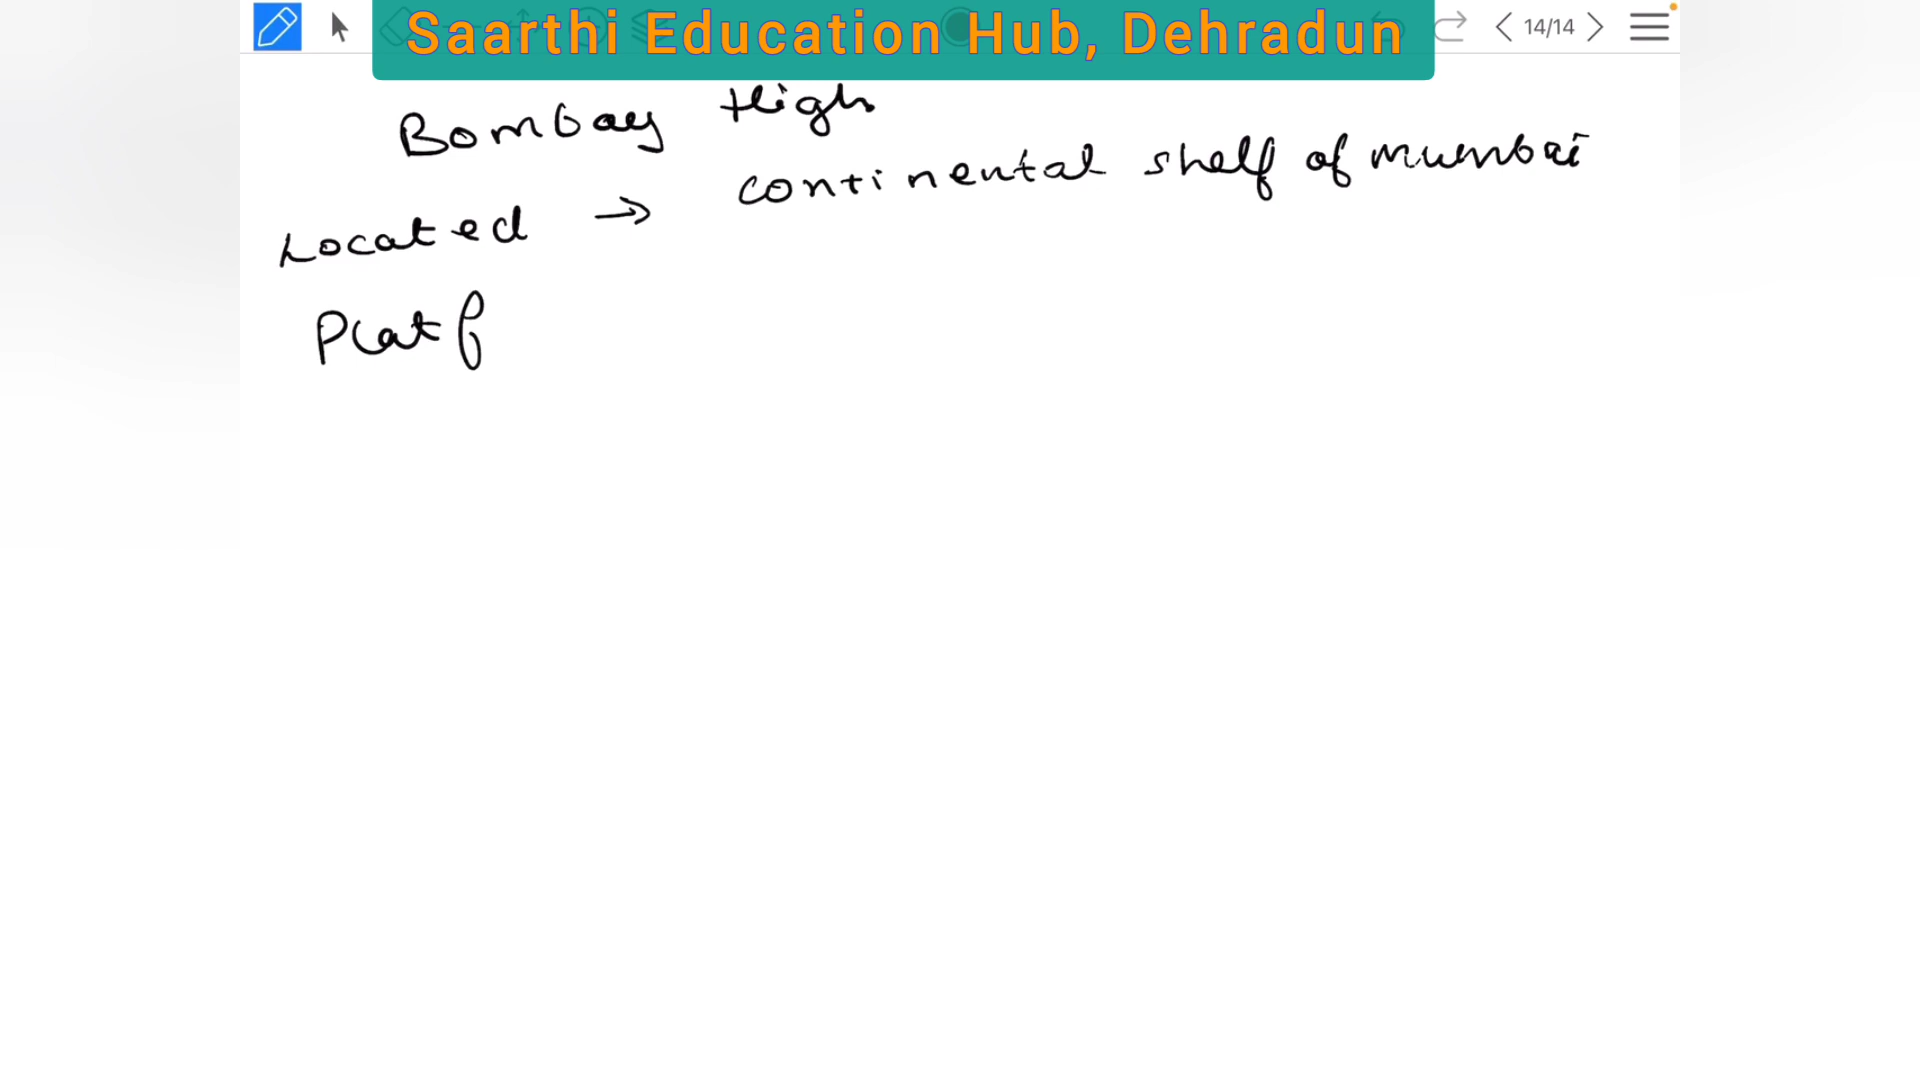 Saarthi Education Hub, Dehradun
14/14
Bombay High
Located → continental shelf of mumbai
Platf